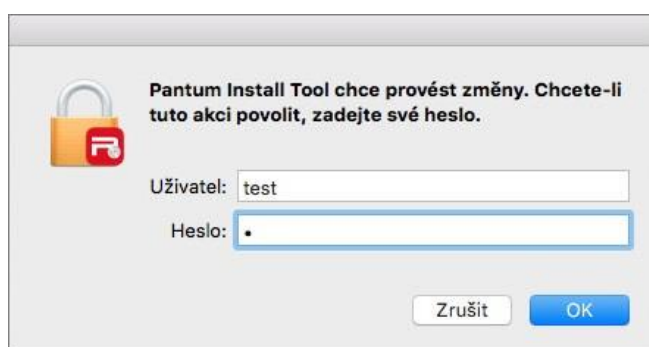 Pantum Install Tool chce provést změny. Chcete-li
tuto akci povolit, zadejte své heslo.
Uživatel: test
Heslo: •
Zrušit OK